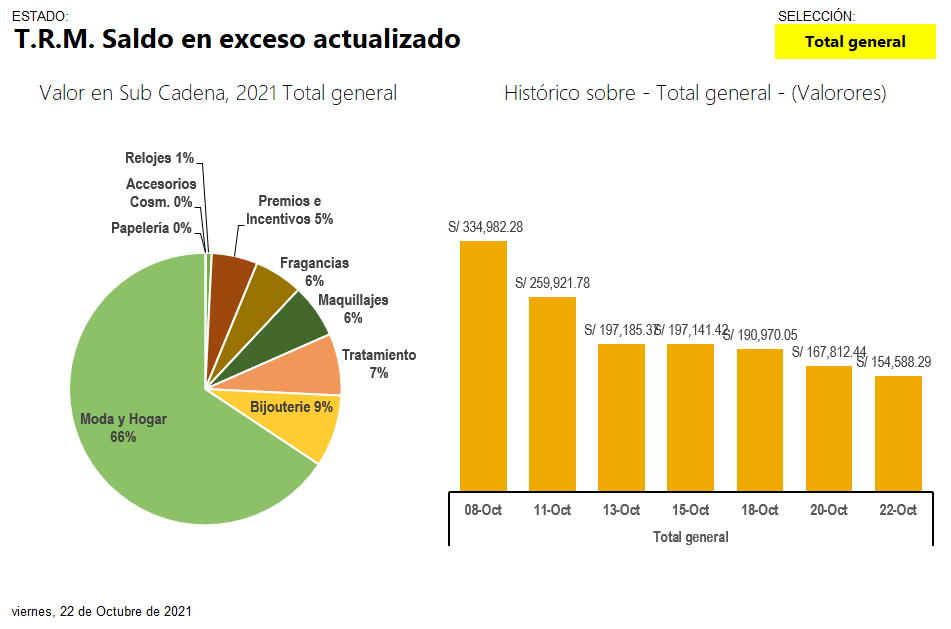 ESTADO:
T.R.M. Saldo en exceso actualizado
SELECCIÓN:
Total general
Valor en Sub Cadena, 2021 Total general
Relojes 1%
Accesorios
Cosm. 0%
Papelería 0%
Premios e
Incentivos 5%
Fragancias
6%
Maquillajes
6%
Tratamiento
7%
Bijouterie 9%
Moda y Hogar
66%
Histórico sobre - Total general - (Valorores)
S/ 334,982.28
S/ 259,921.78
S/ 197,185.37
S/ 197,141.42
S/ 190,970.05
S/ 167,812.44
S/ 154,588.29
08-Oct 11-Oct 13-Oct 15-Oct 18-Oct 20-Oct 22-Oct
Total general
viernes, 22 de Octubre de 2021